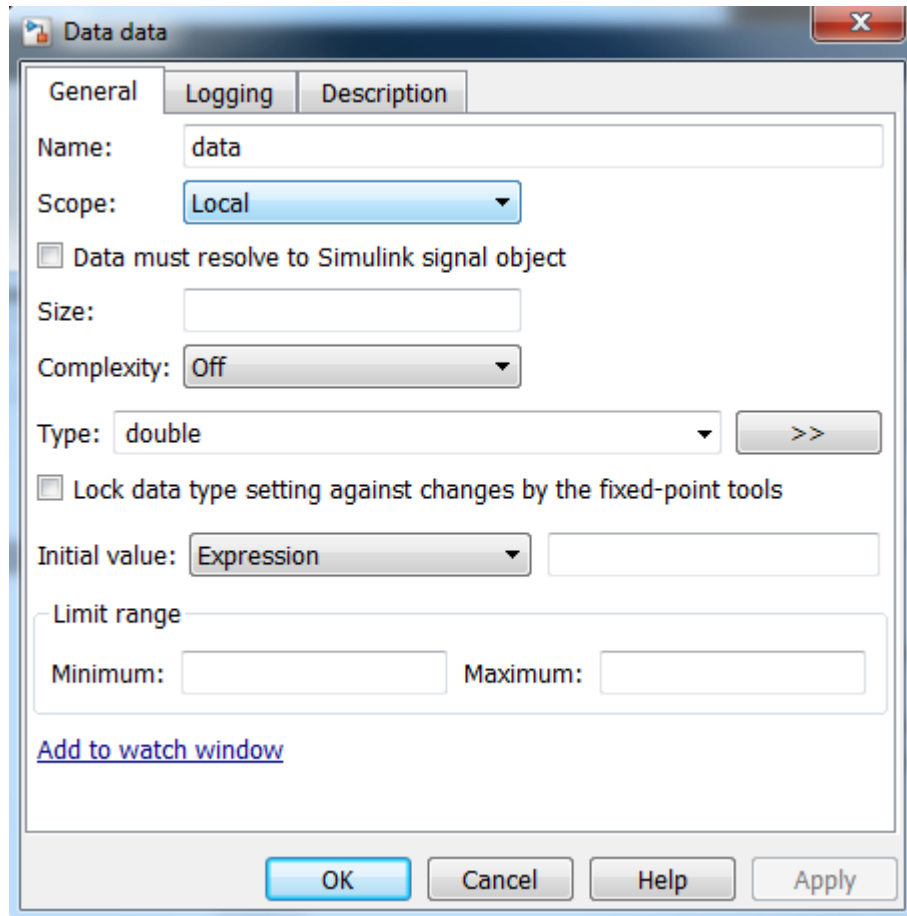 Data data
General Logging Description
Name: data
Scope: Local
Data must resolve to Simulink signal object
Size:
Complexity: Off
Type: double >>
Lock data type setting against changes by the fixed-point tools
Initial value: Expression
Limit range
Minimum: Maximum:
Add to watch window
OK Cancel Help Apply